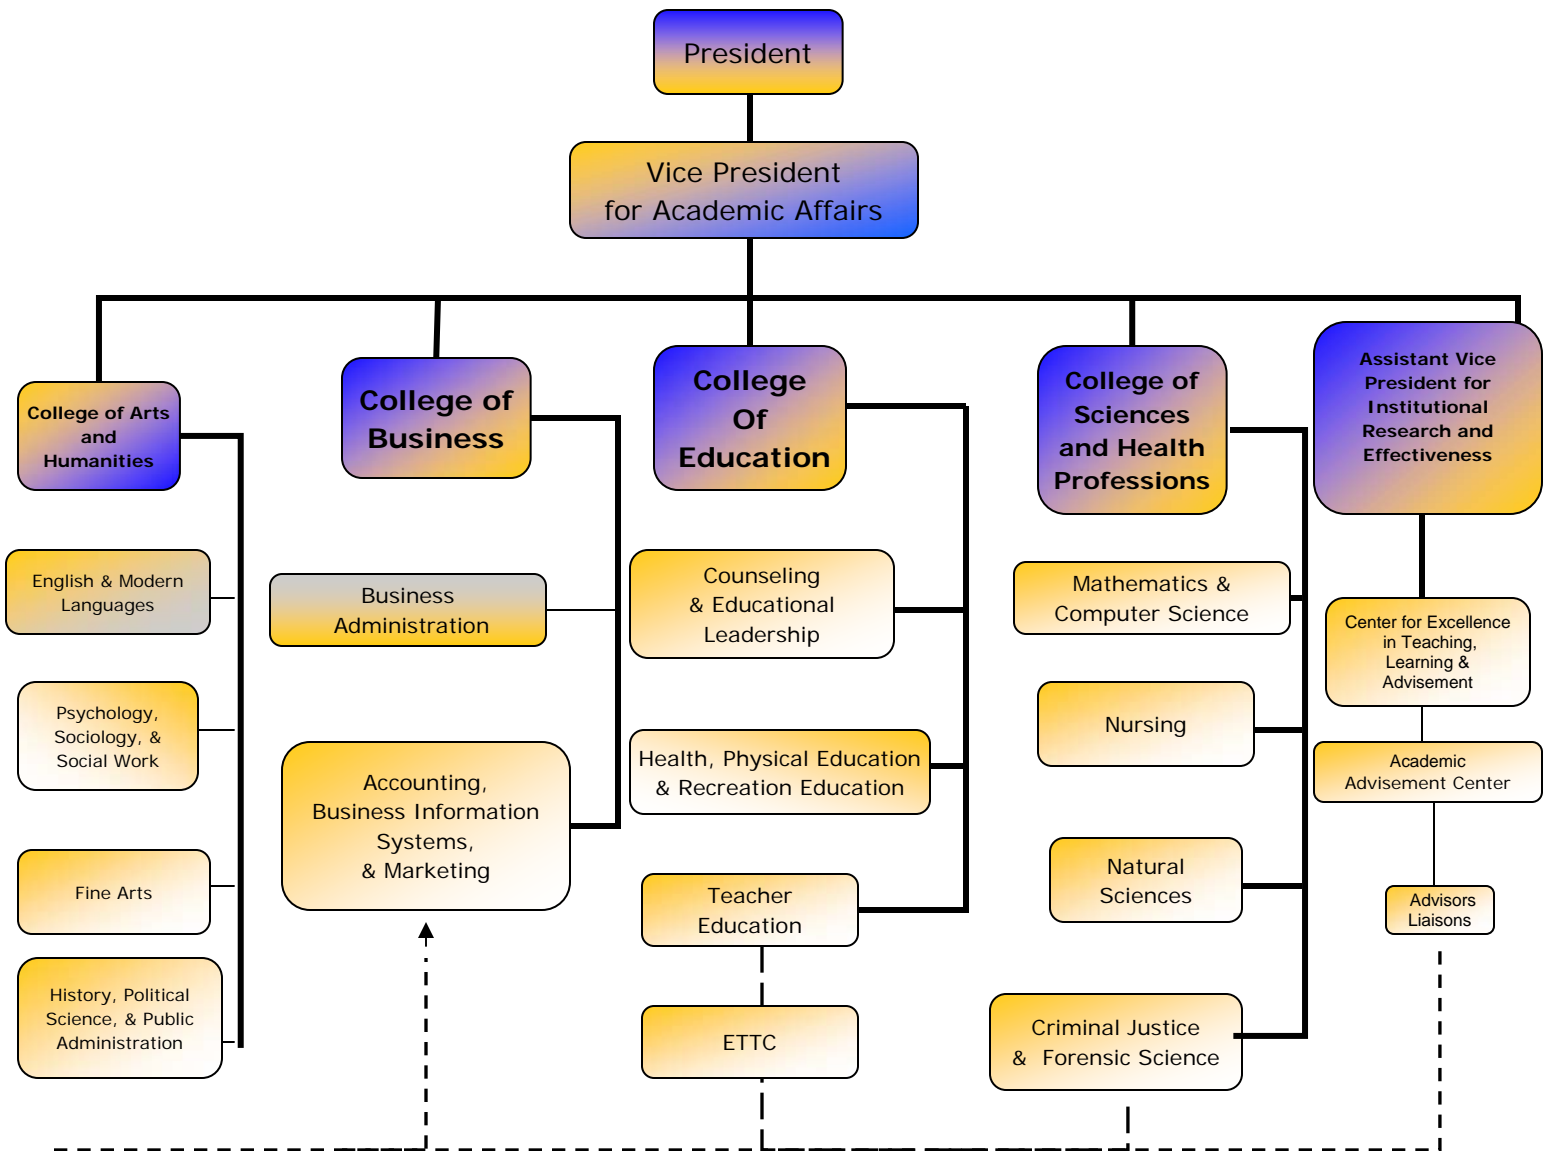 President
Vice President
for Academic Affairs
College of Arts
and
Humanities
College of
Business
College
Of
Education
College of
Sciences
and Health
Professions
Assistant Vice
President for
Institutional
Research and
Effectiveness
English & Modern
Languages
Psychology,
Sociology, &
Social Work
Fine Arts
History, Political
Science, & Public
Administration
Business
Administration
Accounting,
Business Information
Systems,
& Marketing
Counseling
& Educational
Leadership
Health, Physical Education
& Recreation Education
Teacher
Education
ETTC
Mathematics &
Computer Science
Nursing
Natural
Sciences
Criminal Justice
& Forensic Science
Center for Excellence
in Teaching,
Learning &
Advisement
Academic
Advisement Center
Advisors
Liaisons